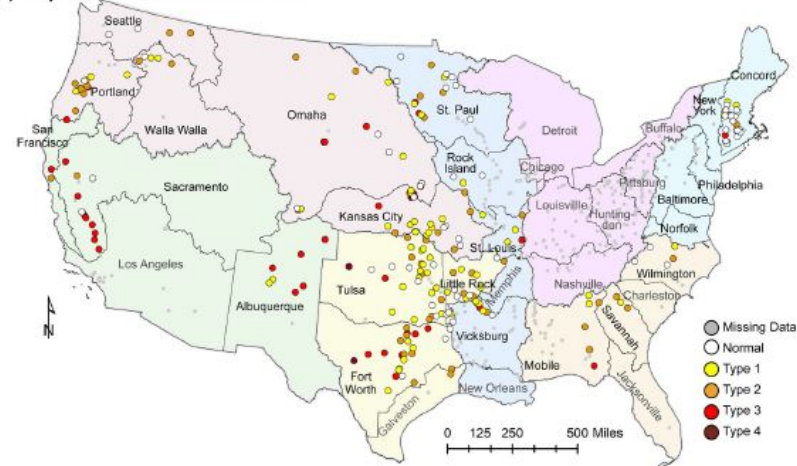 Seattle
Concord
Portland
Walla Walla
Omaha
St. Paul
Detroit
New
York
Buffalo
San
Francisco
Sacramento
Rock
Island
Chicago
Pittsburg
Philadelphia
Kansas City
Louisville
Hunting-
don
Baltimore
Norfolk
St. Louis
Los Angeles
Albuquerque
Tulsa
Little Rock
Memphis
Nashville
Wilmington
Charleston
Savannah
Vicksburg
Mobile
Fort
Worth
New Orleans
Galveston
Jacksonville
N
Missing Data
Normal
Type 1
Type 2
Type 3
Type 4
0 125 250 500 Miles